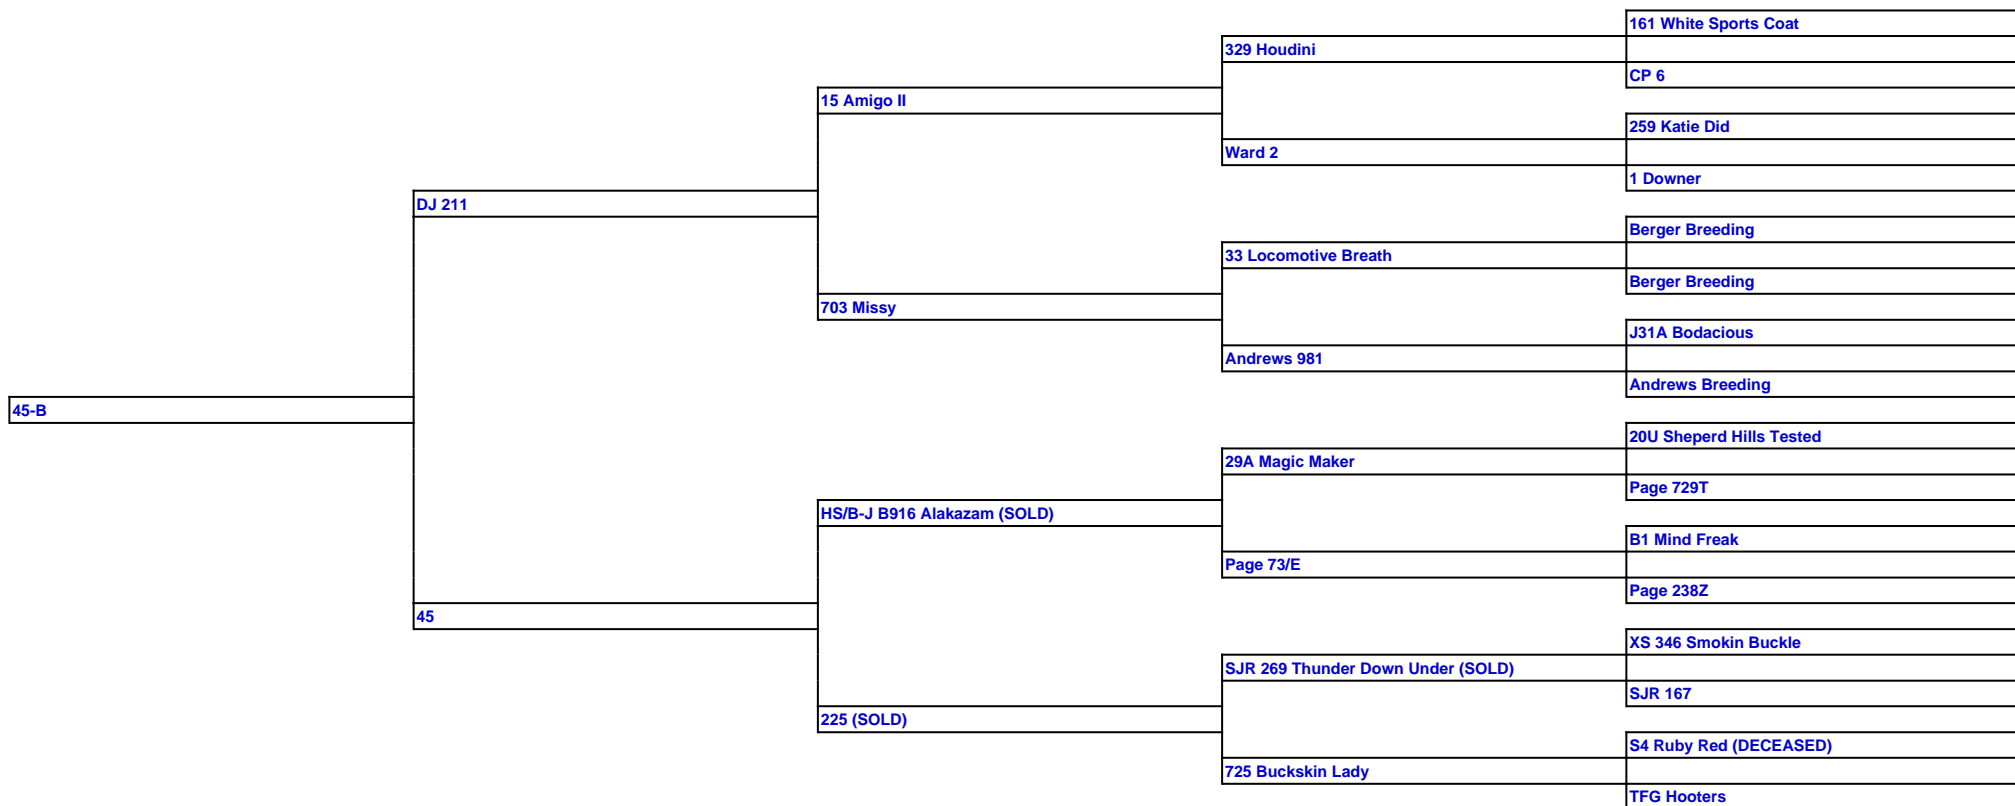 161 White Sports Coat
329 Houdini
CP 6
15 Amigo II
259 Katie Did
Ward 2
1 Downer
DJ 211
Berger Breeding
33 Locomotive Breath
Berger Breeding
703 Missy
J31A Bodacious
Andrews 981
Andrews Breeding
45-B
20U Sheperd Hills Tested
29A Magic Maker
Page 729T
HS/B-J B916 Alakazam (SOLD)
B1 Mind Freak
Page 73/E
Page 238Z
45
XS 346 Smokin Buckle
SJR 269 Thunder Down Under (SOLD)
SJR 167
225 (SOLD)
S4 Ruby Red (DECEASED)
725 Buckskin Lady
TFG Hooters